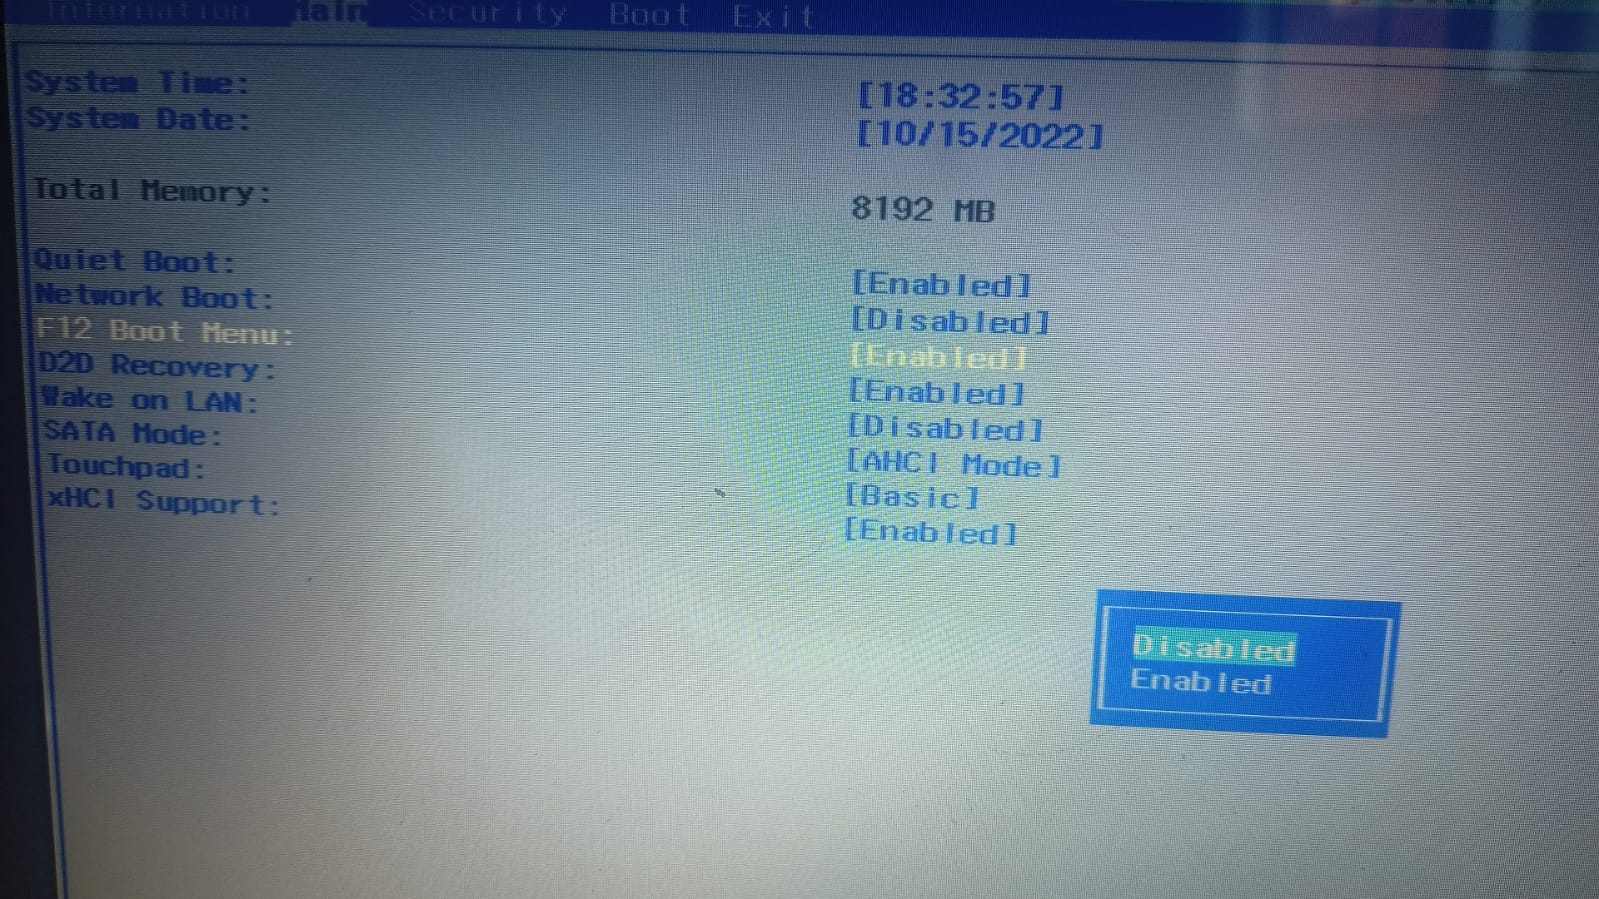 Information Main Security Boot Exit
System Time: [18:32:57]
System Date: [10/15/2022]
Total Memory: 8192 MB
Quiet Boot: [Enabled]
Network Boot: [Disabled]
F12 Boot Menu: [Enabled]
D2D Recovery: [Enabled]
Wake on LAN: [Disabled]
SATA Mode: [AHCI Mode]
Touchpad: [Basic]
xHCI Support: [Enabled]
Disabled
Enabled